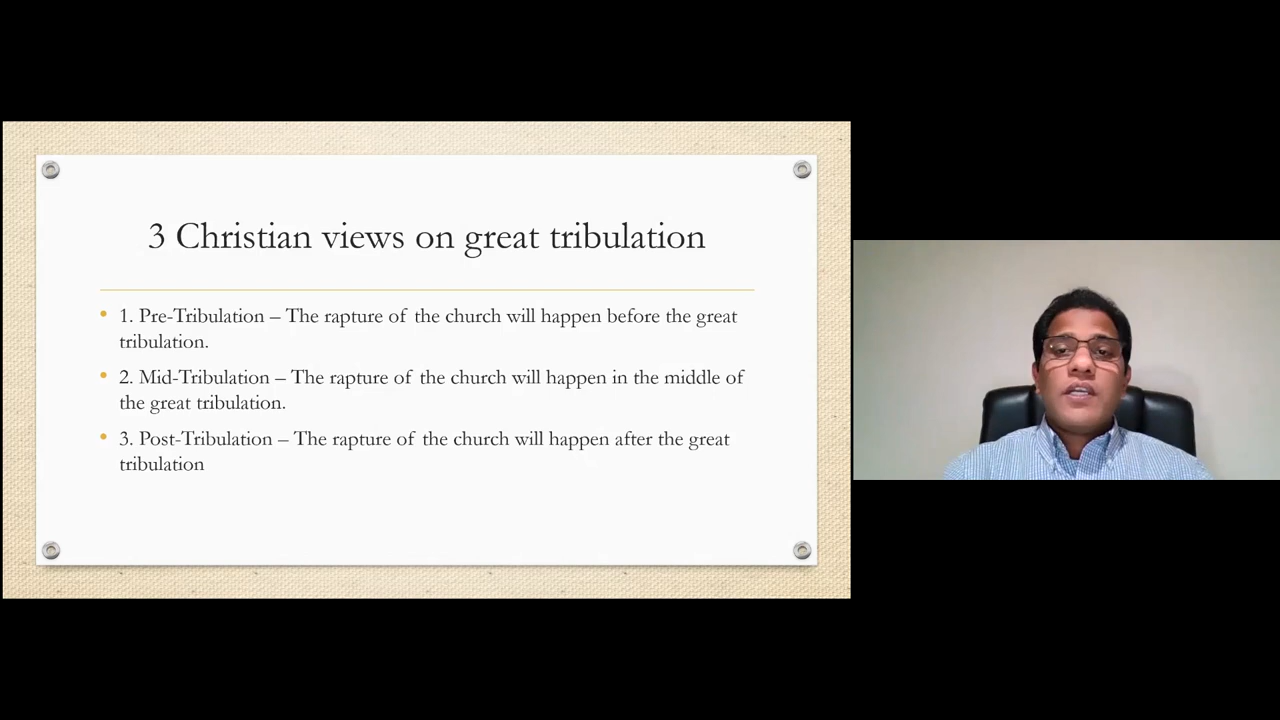 3 Christian views on great tribulation
• 1. Pre-Tribulation – The rapture of the church will happen before the great
tribulation.
• 2. Mid-Tribulation – The rapture of the church will happen in the middle of
the great tribulation.
• 3. Post-Tribulation – The rapture of the church will happen after the great
tribulation